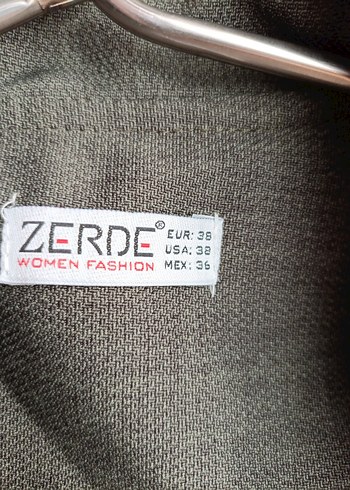 ZERDE®
WOMEN FASHION
EUR: 38
USA: 38
MEX: 36